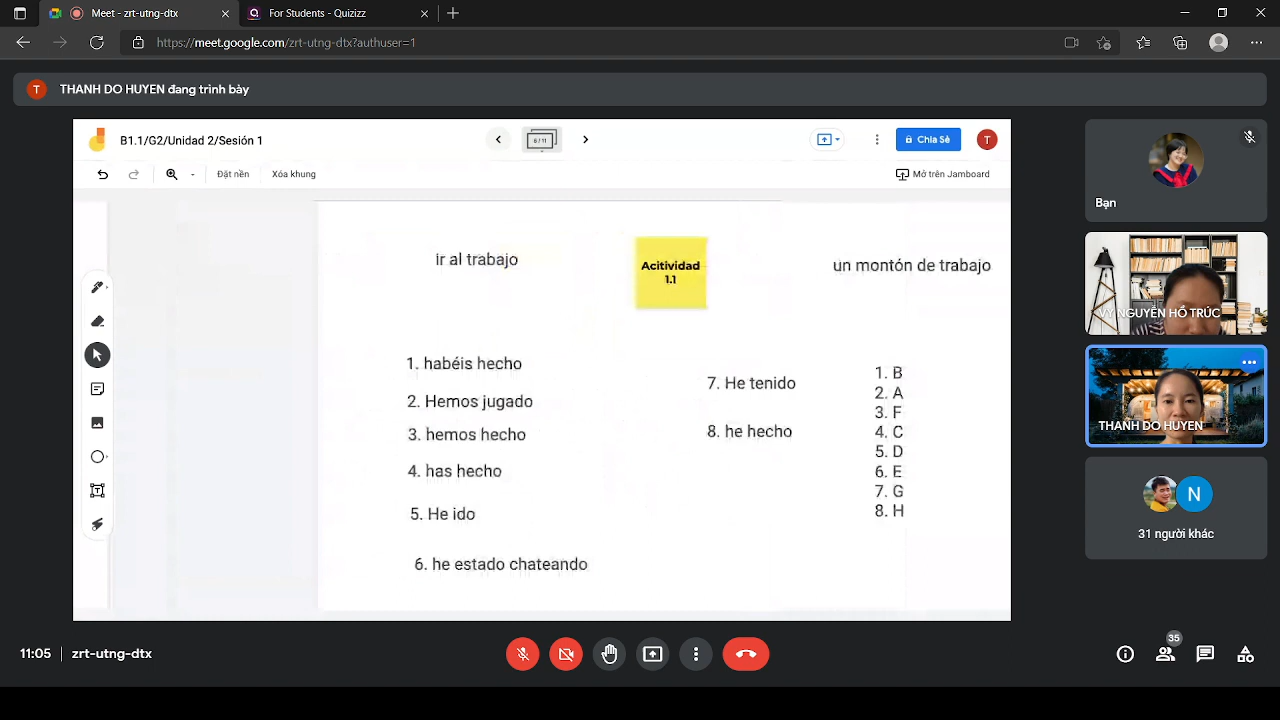 Meet - zrt-utng-dtx
For Students - Quizizz
https://meet.google.com/zrt-utng-dtx?authuser=1
T
THANH DO HUYEN đang trình bày
B1.1/G2/Unidad 2/Sesión 1
6 / 11
Chia Sẻ
T
Đặt nền
Xóa khung
Mở trên Jamboard
ir al trabajo
Acitividad
1.1
un montón de trabajo
1. habéis hecho
2. Hemos jugado
3. hemos hecho
4. has hecho
5. He ido
6. he estado chateando
7. He tenido
8. he hecho
1. B
2. A
3. F
4. C
5. D
6. E
7. G
8. H
Bạn
VY NGUYỄN HỒ TRÚC
THANH DO HUYEN
N
31 người khác
11:05
zrt-utng-dtx
35